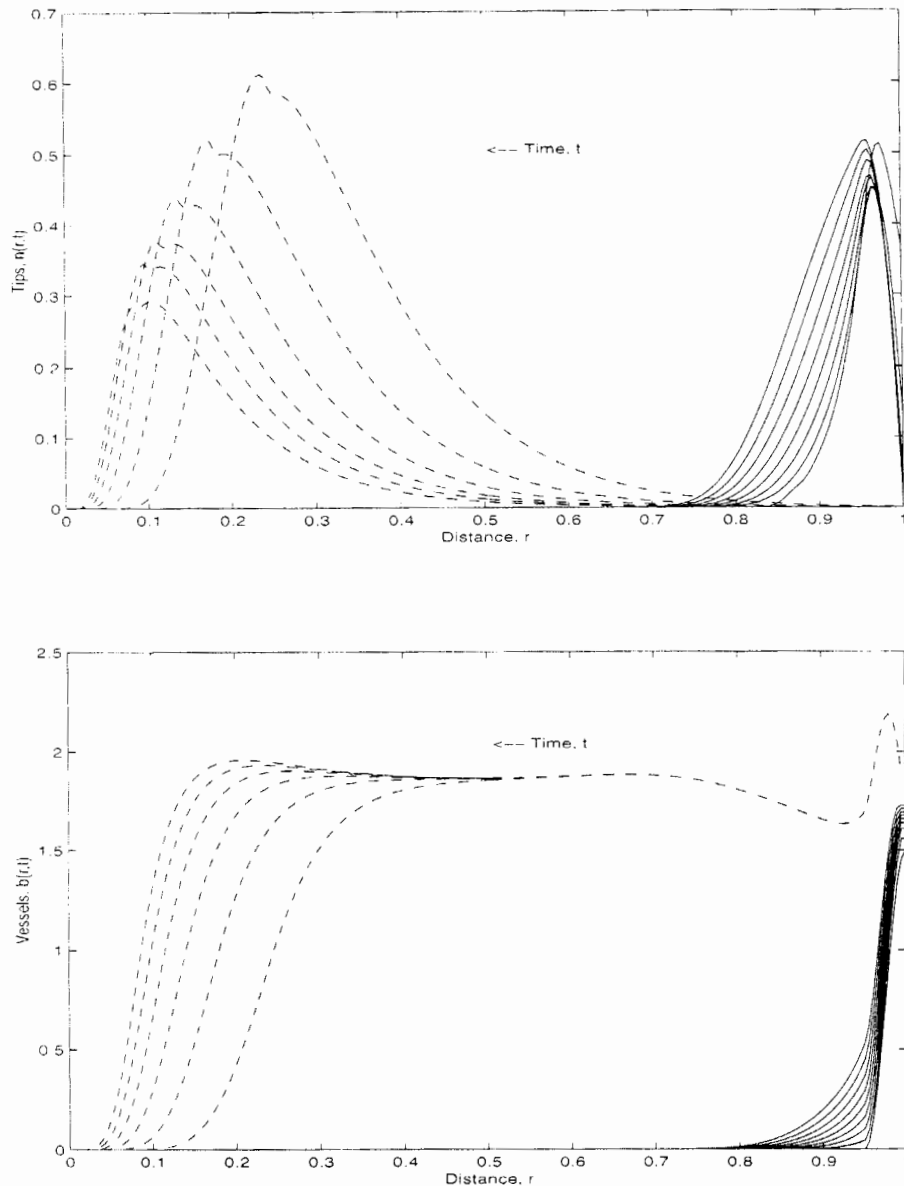 0.7
0.6
0.5
0.4
0.3
0.2
0.1
0
Tips, n(r,t)
<-- Time, t
0 0.1 0.2 0.3 0.4 0.5 0.6 0.7 0.8 0.9 1
Distance, r
2.5
2
1.5
1
0 5
0
Vessels, b(r,t)
<-- Time, t
0 0.1 0.2 0.3 0.4 0.5 0.6 0.7 0.8 0.9
Distance, r